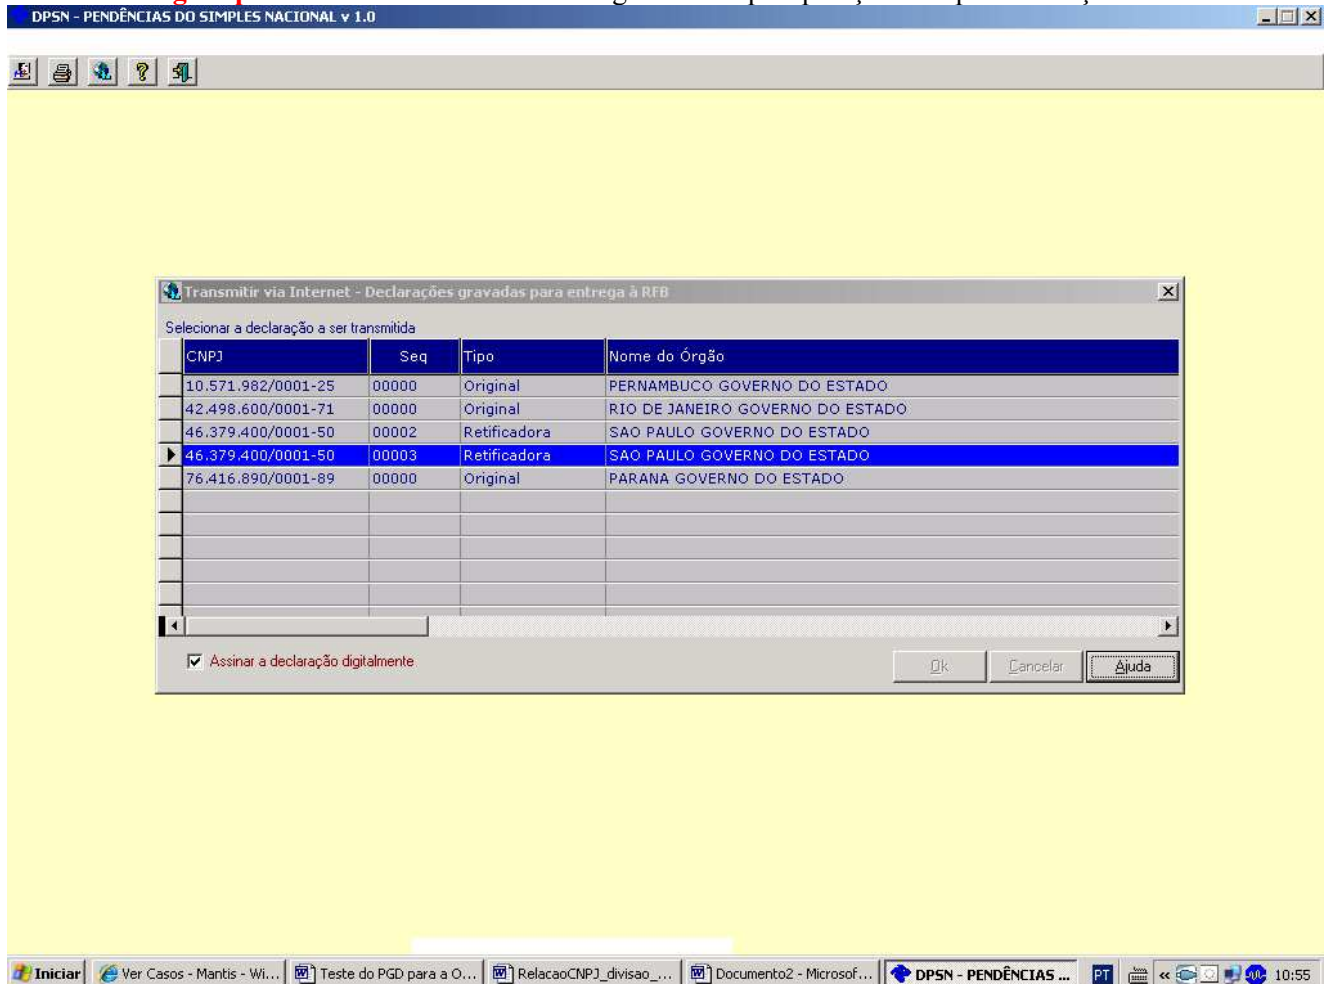 DPSN - PENDÊNCIAS DO SIMPLES NACIONAL v 1.0
Transmitir via Internet - Declarações gravadas para entrega à RFB
Selecionar a declaração a ser transmitida
CNPJ Seq Tipo Nome do Órgão
10.571.982/0001-25 00000 Original PERNAMBUCO GOVERNO DO ESTADO
42.498.600/0001-71 00000 Original RIO DE JANEIRO GOVERNO DO ESTADO
46.379.400/0001-50 00002 Retificadora SAO PAULO GOVERNO DO ESTADO
46.379.400/0001-50 00003 Retificadora SAO PAULO GOVERNO DO ESTADO
76.416.890/0001-89 00000 Original PARANA GOVERNO DO ESTADO
Assinar a declaração digitalmente Ok Cancelar Ajuda
Iniciar Ver Casos - Mantis - Wi... Teste do PGD para a O... RelacaoCNPJ_divisao_... Documento2 - Microsof... DPSN - PENDÊNCIAS ... PT « 10:55